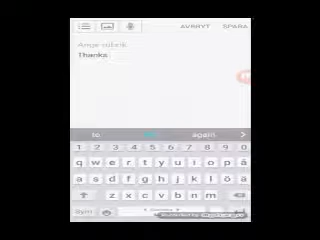 AVBRYT SPARA
Ange rubrik
Thanks
to again
1 2 3 4 5 6 7 8 9 0
q w e r t y u i o p å
a s d f g h j k l ö ä
z x c v b n m
Sym